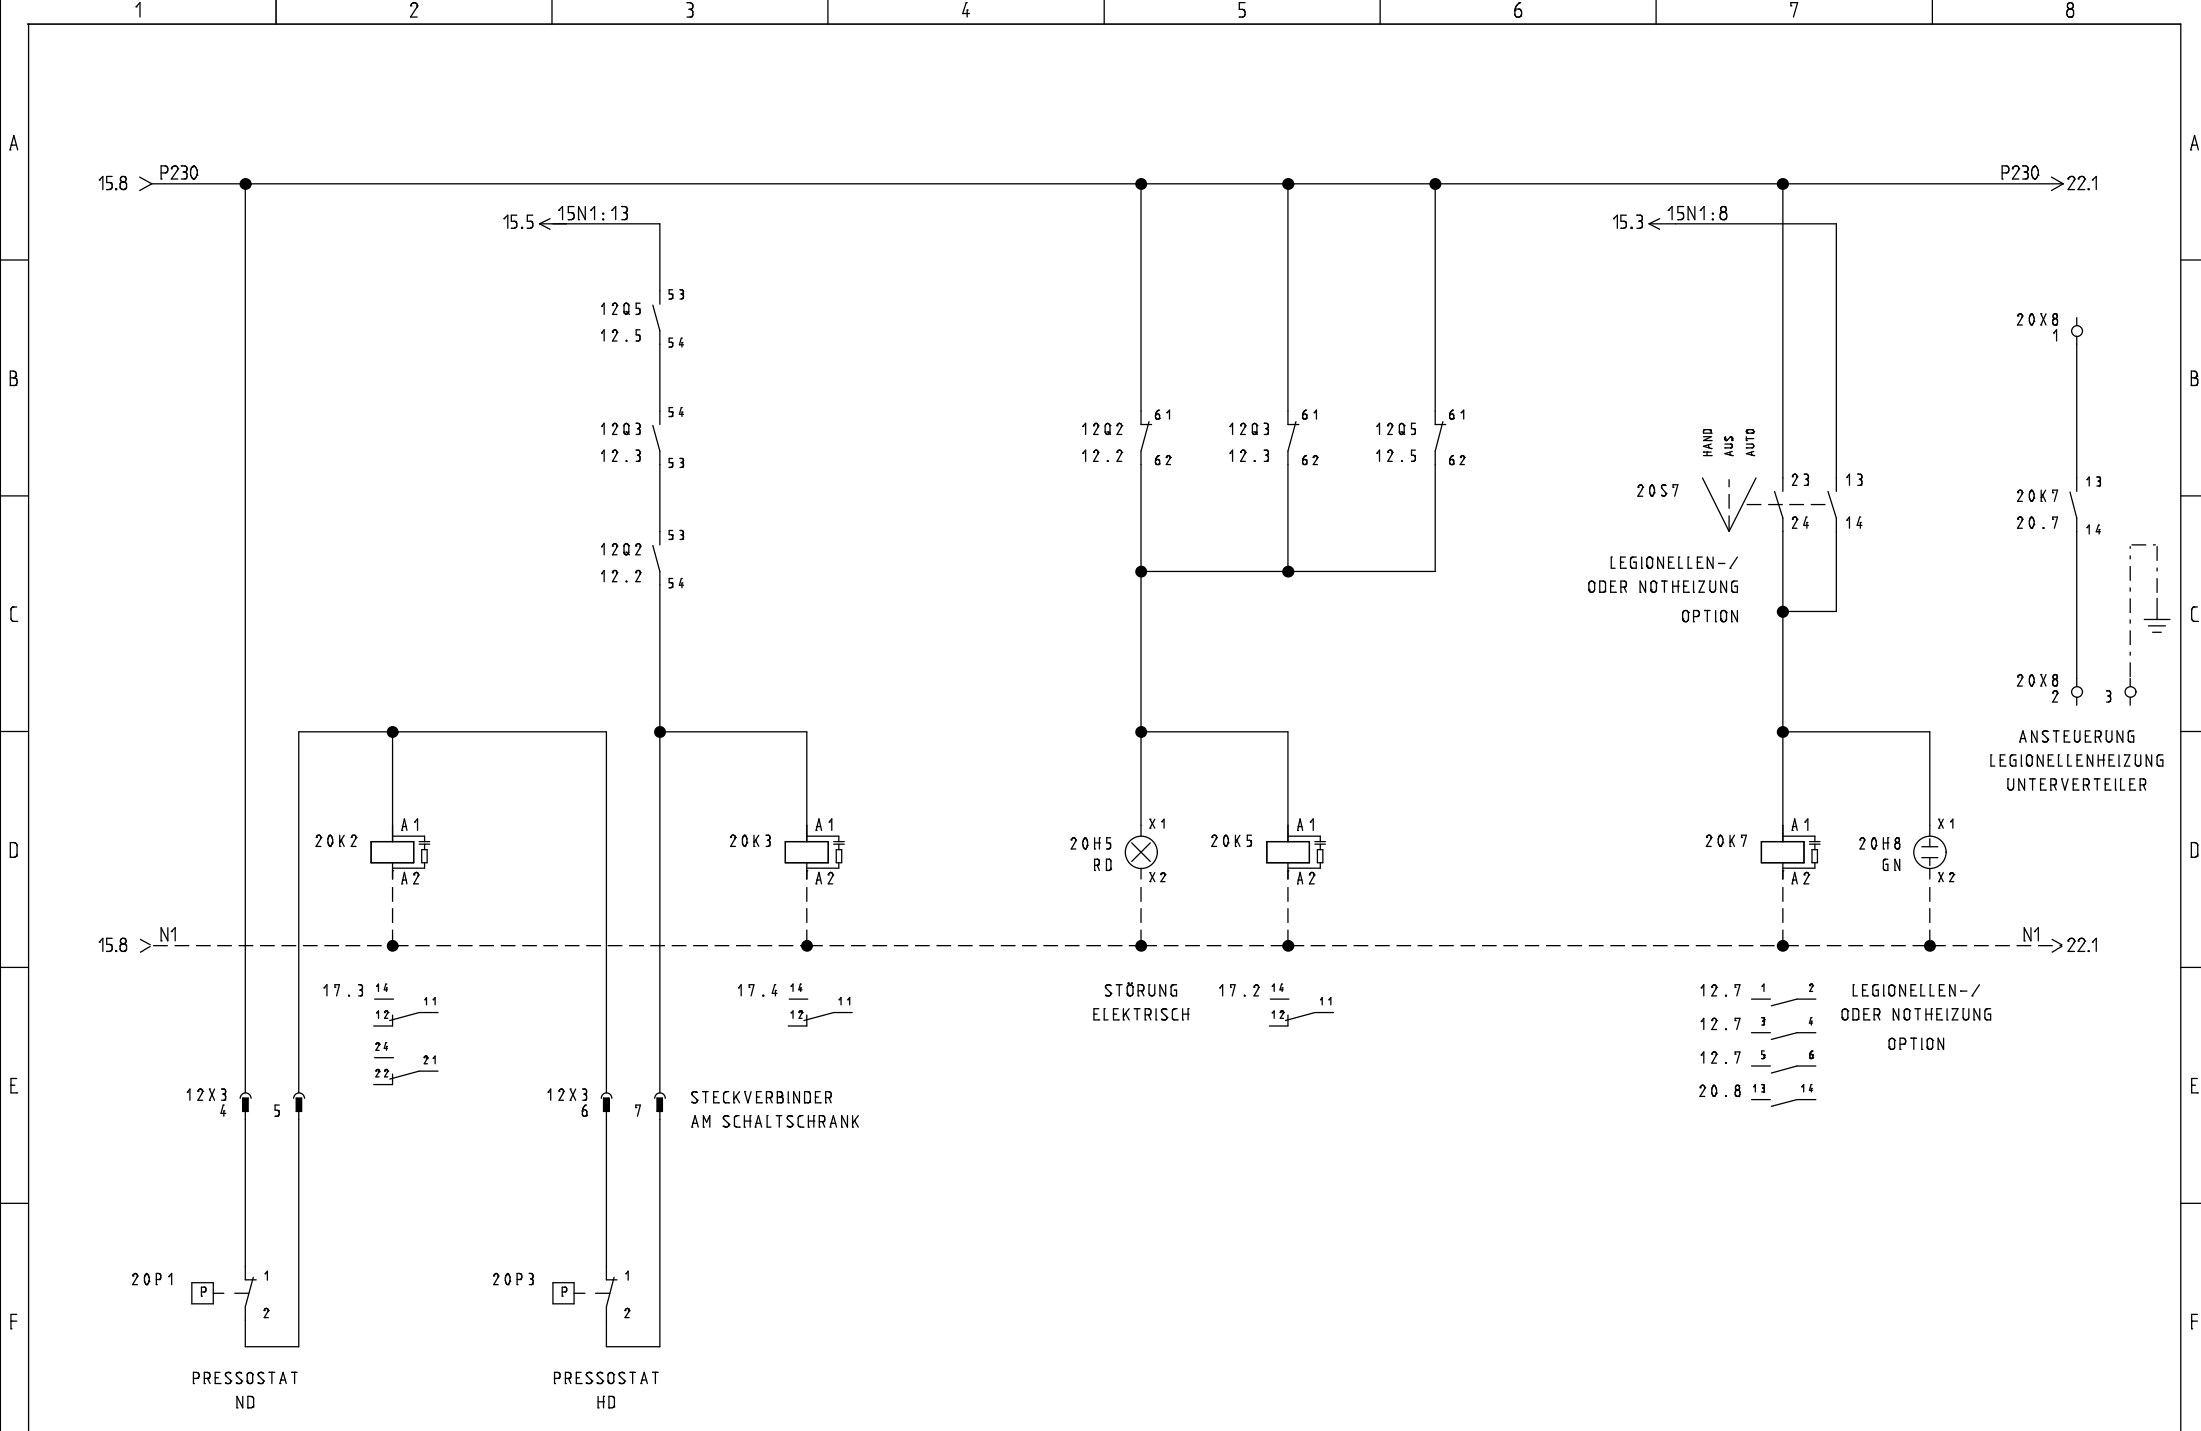 1 2 3 4 5 6 7 8
A A
15.8 P230 P230 22.1
15.5 15N1:13 15.3 15N1:8
12Q5 53
12.5 54
20X8
1
B B
12Q3 54
12.3 53
12Q2 61
12.2 62
12Q3 61
12.3 62
12Q5 61
12.5 62
HAND
AUS
AUTO
20S7 23 13
24 14
20K7 13
20.7 14
12Q2 53
12.2 54
LEGIONELLEN-/
ODER NOTHEIZUNG
OPTION
C C
20X8
2 3
ANSTEUERUNG
LEGIONELLENHEIZUNG
UNTERVERTEILER
D D
20K2 A1
A2
20K3 A1
A2
20H5 X1
RD X2
20K5 A1
A2
20K7 A1
A2
20H8 X1
GN X2
15.8 N1 N1 22.1
17.3 14 11
12
24 21
22
17.4 14 11
12
STÖRUNG
ELEKTRISCH
17.2 14 11
12
12.7 1 2
12.7 3 4
12.7 5 6
20.8 13 14
LEGIONELLEN-/
ODER NOTHEIZUNG
OPTION
E E
12X3
4 5
12X3
6 7
STECKVERBINDER
AM SCHALTSCHRANK
20P1 P 1
2
20P3 P 1
2
F F
PRESSOSTAT
ND
PRESSOSTAT
HD